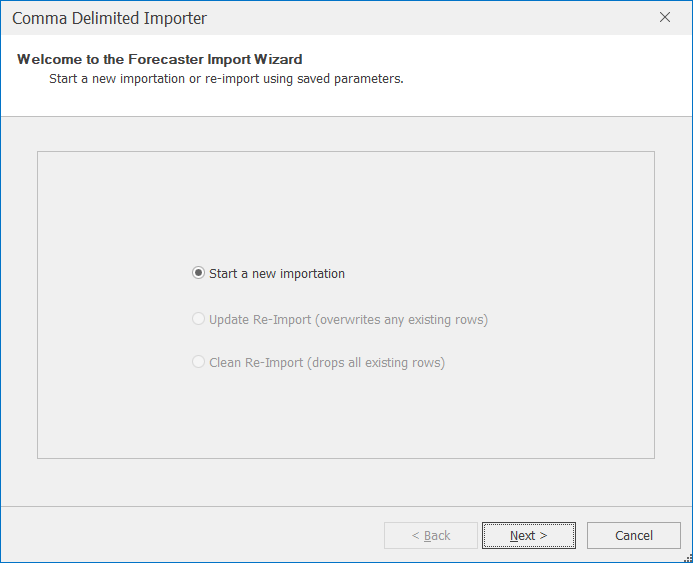 Comma Delimited Importer
Welcome to the Forecaster Import Wizard
Start a new importation or re-import using saved parameters.
Start a new importation
Update Re-Import (overwrites any existing rows)
Clean Re-Import (drops all existing rows)
< Back Next > Cancel